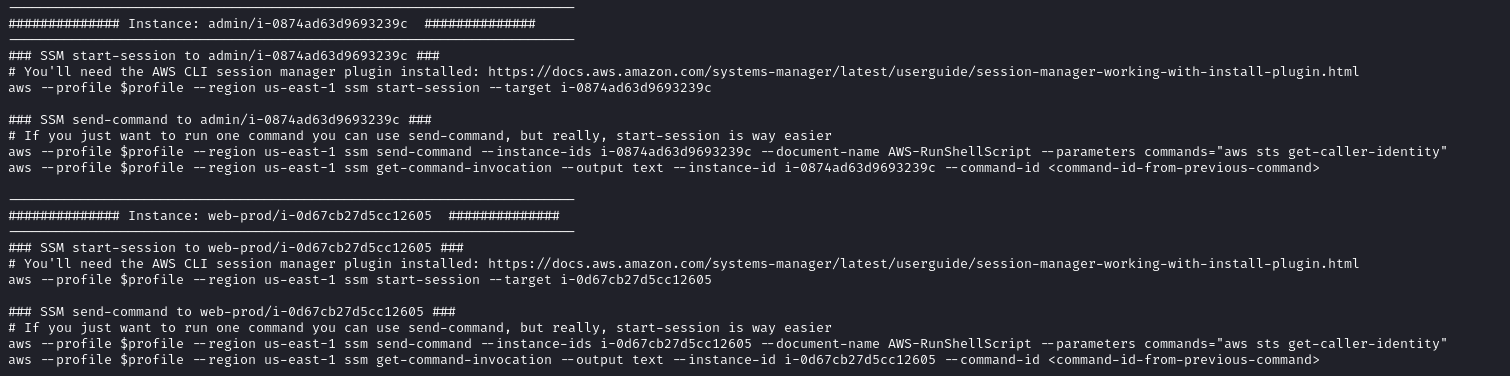 ############## Instance: admin/i-0874ad63d9693239c  ##############
### SSM start-session to admin/i-0874ad63d9693239c ###
# You'll need the AWS CLI session manager plugin installed: https://docs.aws.amazon.com/systems-manager/latest/userguide/session-manager-working-with-install-plugin.html
aws --profile $profile --region us-east-1 ssm start-session --target i-0874ad63d9693239c
### SSM send-command to admin/i-0874ad63d9693239c ###
# If you just want to run one command you can use send-command, but really, start-session is way easier
aws --profile $profile --region us-east-1 ssm send-command --instance-ids i-0874ad63d9693239c --document-name AWS-RunShellScript --parameters commands="aws sts get-caller-identity"
aws --profile $profile --region us-east-1 ssm get-command-invocation --output text --instance-id i-0874ad63d9693239c --command-id <command-id-from-previous-command>
############## Instance: web-prod/i-0d67cb27d5cc12605  ##############
### SSM start-session to web-prod/i-0d67cb27d5cc12605 ###
# You'll need the AWS CLI session manager plugin installed: https://docs.aws.amazon.com/systems-manager/latest/userguide/session-manager-working-with-install-plugin.html
aws --profile $profile --region us-east-1 ssm start-session --target i-0d67cb27d5cc12605
### SSM send-command to web-prod/i-0d67cb27d5cc12605 ###
# If you just want to run one command you can use send-command, but really, start-session is way easier
aws --profile $profile --region us-east-1 ssm send-command --instance-ids i-0d67cb27d5cc12605 --document-name AWS-RunShellScript --parameters commands="aws sts get-caller-identity"
aws --profile $profile --region us-east-1 ssm get-command-invocation --output text --instance-id i-0d67cb27d5cc12605 --command-id <command-id-from-previous-command>